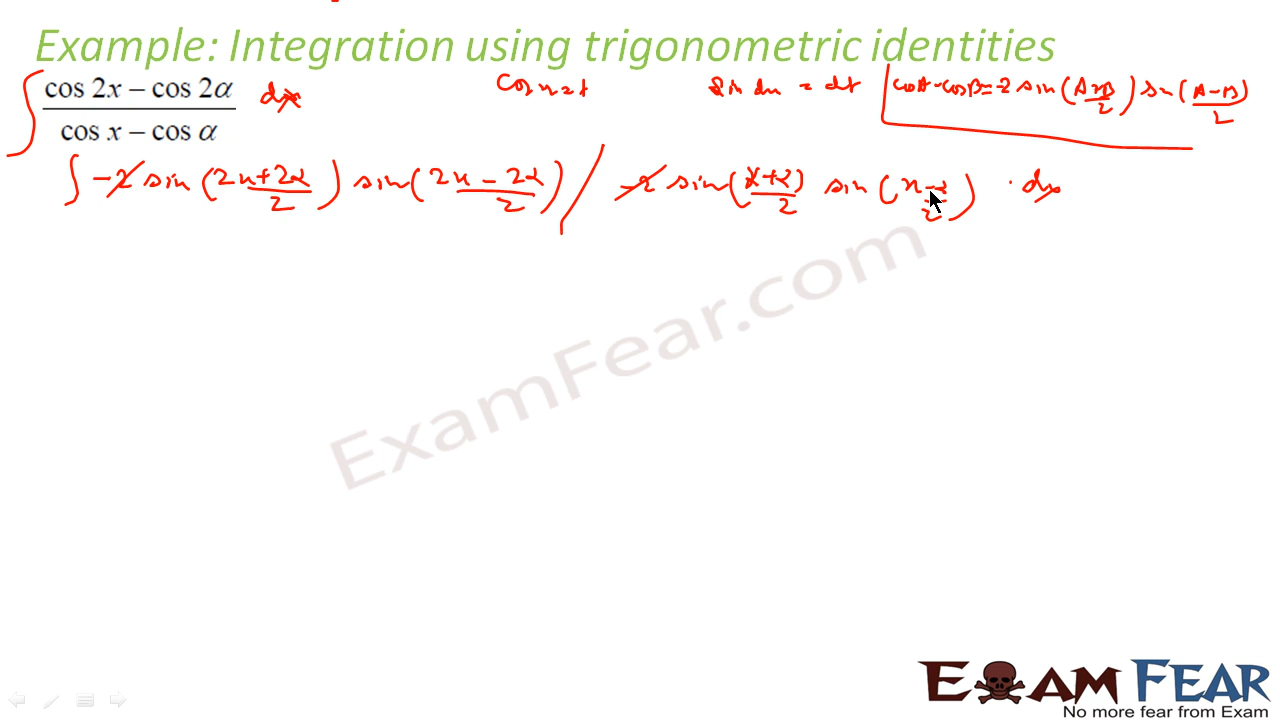 Example: Integration using trigonometric identities
∫ (cos 2x − cos 2α)/(cos x − cos α) dx
cos x = t
sin dx = dt
cosA - cosB = -2 sin(A+B/2) sin(A-B/2)
∫ -2 sin(2x+2α/2) sin(2x-2α/2) / -2 sin(x+α/2) sin(x-α/2) . dx
ExamFear.com
EXAM FEAR
No more fear from Exam